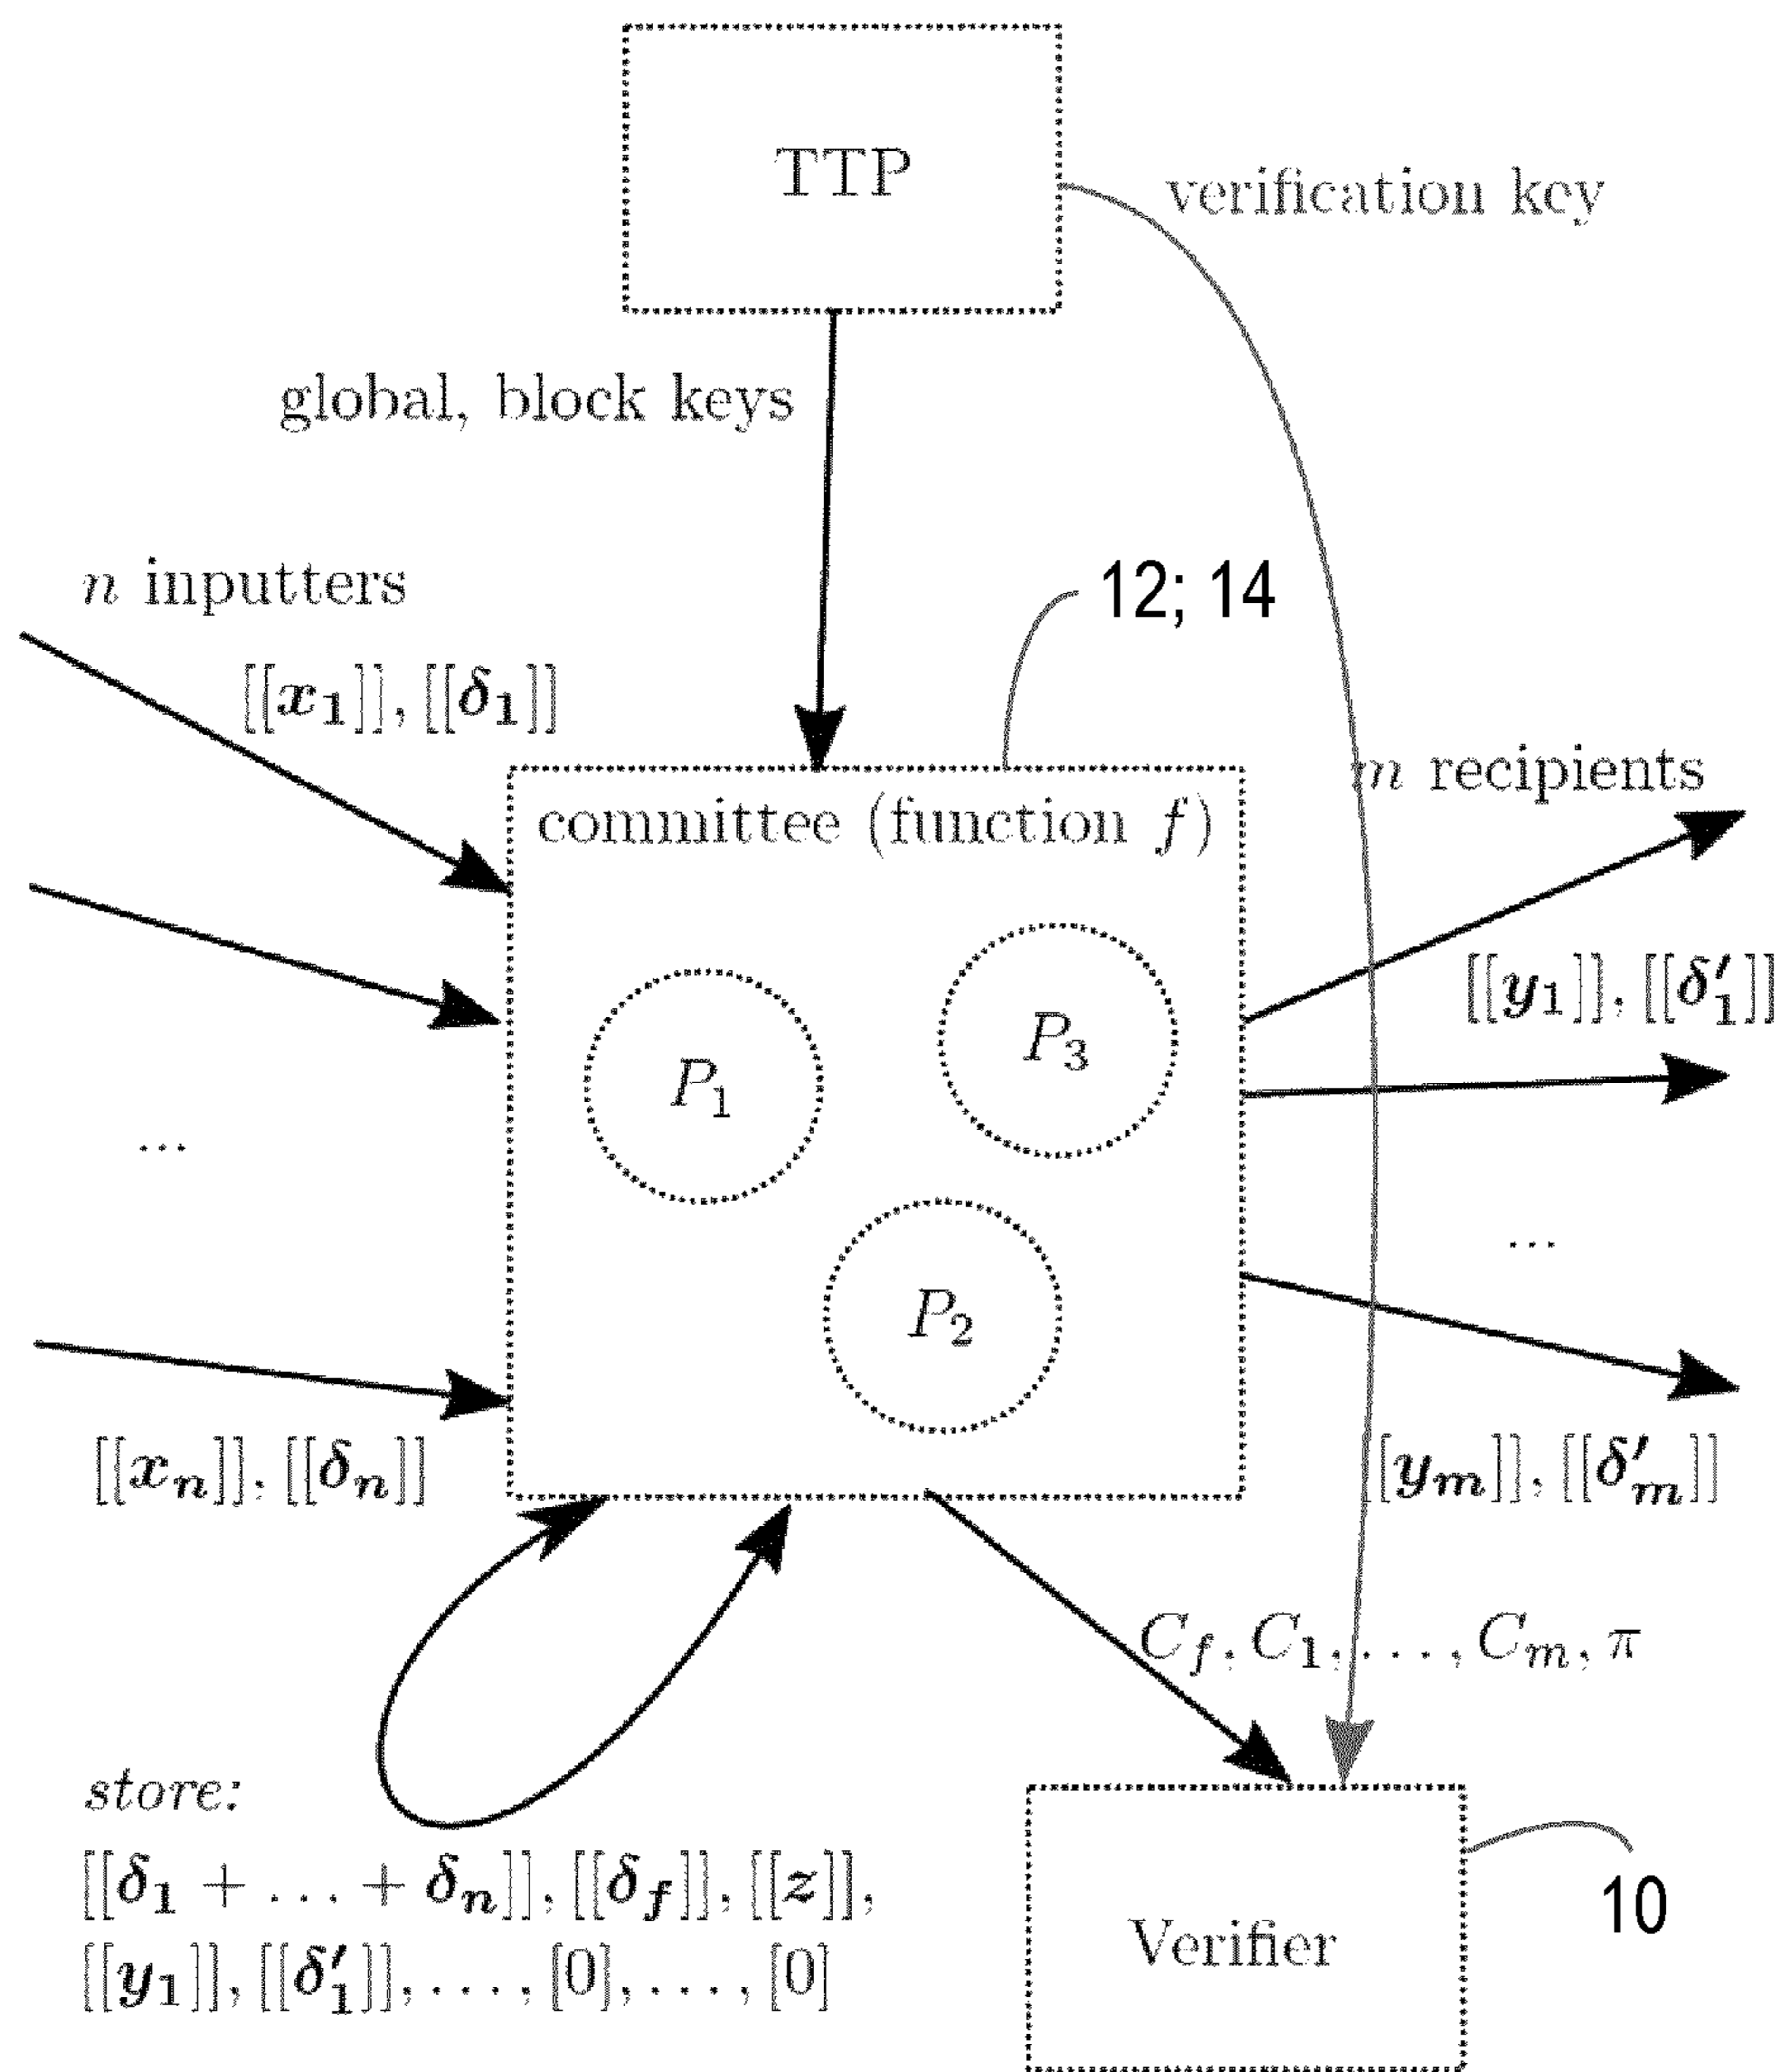 TTP
verification key
global, block keys
n inputters
12; 14
[[x₁]], [[δ₁]]
m recipients
committee (function f)
[[y₁]], [[δ′₁]]
P₃
P₁
...
...
P₂
[[xₙ]], [[δₙ]]
[[yₘ]], [[δ′ₘ]]
C_f, C₁, . . . , Cₘ, π
store:
[[δ₁ + . . . + δₙ]], [[δ_f]], [[z]],
10
Verifier
[[y₁]], [[δ′₁]], . . . , [0], . . . , [0]